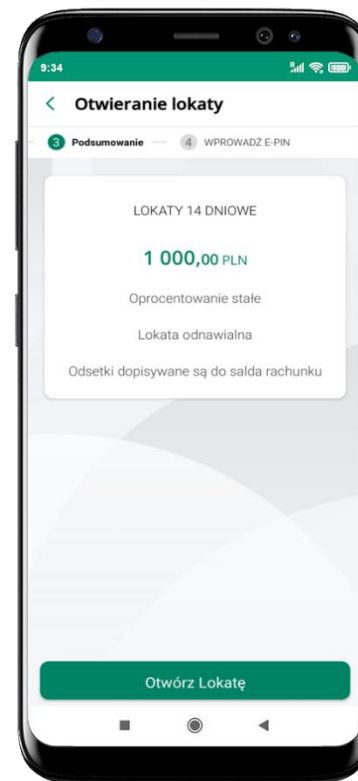 9:34
Otwieranie lokaty
3 Podsumowanie 4 WPROWADŹ E-PIN
LOKATY 14 DNIOWE
1 000,00 PLN
Oprocentowanie stałe
Lokata odnawialna
Odsetki dopisywane są do salda rachunku
Otwórz Lokatę